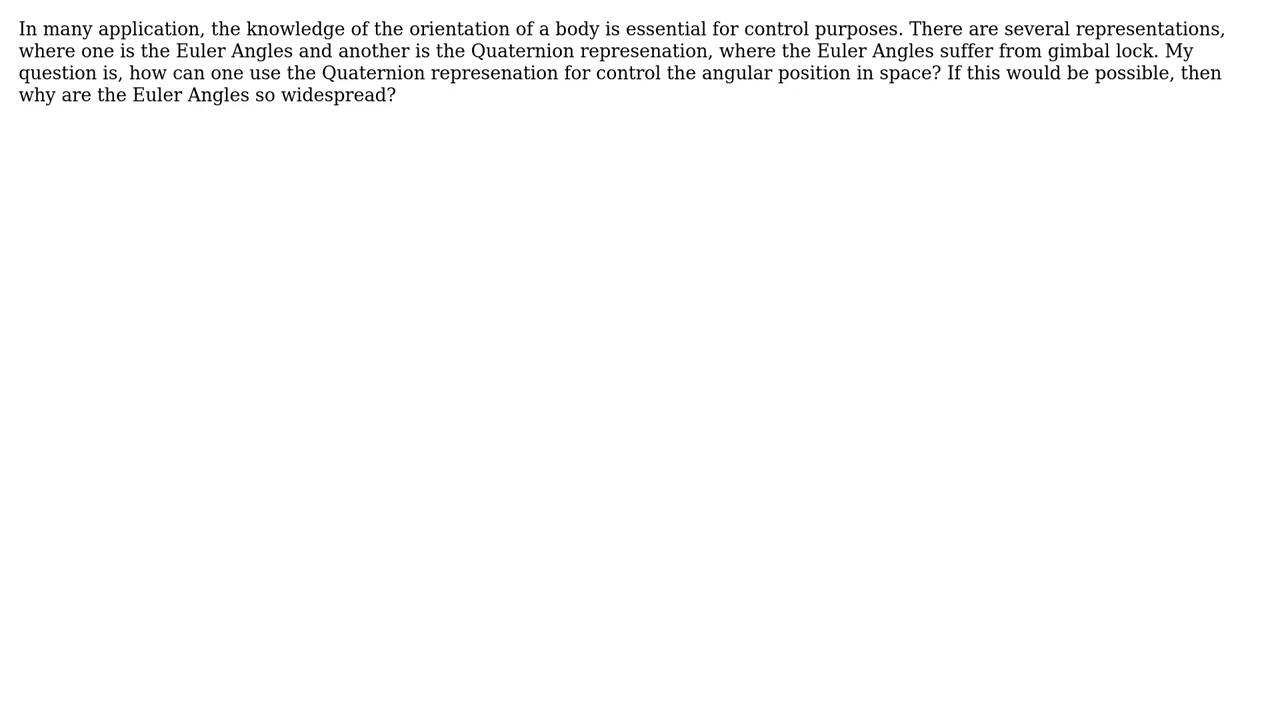 In many application, the knowledge of the orientation of a body is essential for control purposes. There are several representations,
where one is the Euler Angles and another is the Quaternion represenation, where the Euler Angles suffer from gimbal lock. My
question is, how can one use the Quaternion represenation for control the angular position in space? If this would be possible, then
why are the Euler Angles so widespread?